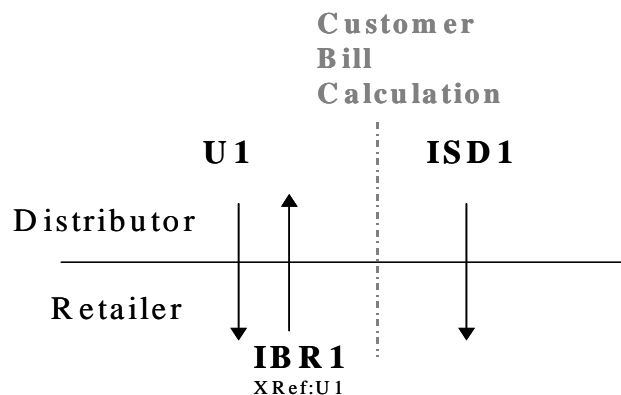 Customer
Bill
Calculation
U1
ISD1
Distributor
Retailer
IBR1
XRef:U1